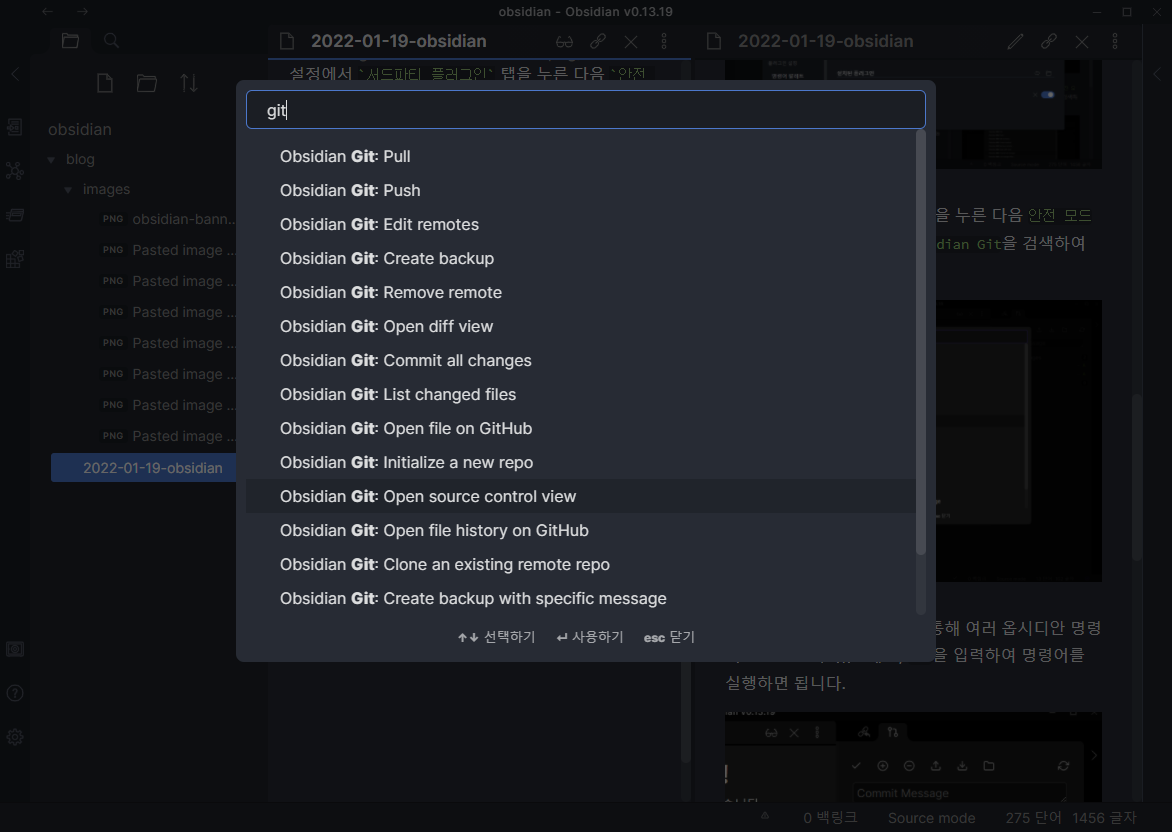 obsidian - Obsidian v0.13.19
2022-01-19-obsidian
2022-01-19-obsidian
설정에서 `서드파티 플러그인` 탭을 누른 다음 `안전
git
obsidian
blog
images
PNG obsidian-bann...
PNG Pasted image ...
PNG Pasted image ...
PNG Pasted image ...
PNG Pasted image ...
PNG Pasted image ...
PNG Pasted image ...
PNG Pasted image ...
2022-01-19-obsidian
Obsidian Git: Pull
Obsidian Git: Push
Obsidian Git: Edit remotes
Obsidian Git: Create backup
Obsidian Git: Remove remote
Obsidian Git: Open diff view
Obsidian Git: Commit all changes
Obsidian Git: List changed files
Obsidian Git: Open file on GitHub
Obsidian Git: Initialize a new repo
Obsidian Git: Open source control view
Obsidian Git: Open file history on GitHub
Obsidian Git: Clone an existing remote repo
Obsidian Git: Create backup with specific message
↑↓ 선택하기 ↵ 사용하기 esc 닫기
을 누른 다음 안전 모드
dian Git을 검색하여
통해 여러 옵시디안 명령
을 입력하여 명령어를
실행하면 됩니다.
Commit Message
0 백링크 Source mode 275 단어 1456 글자